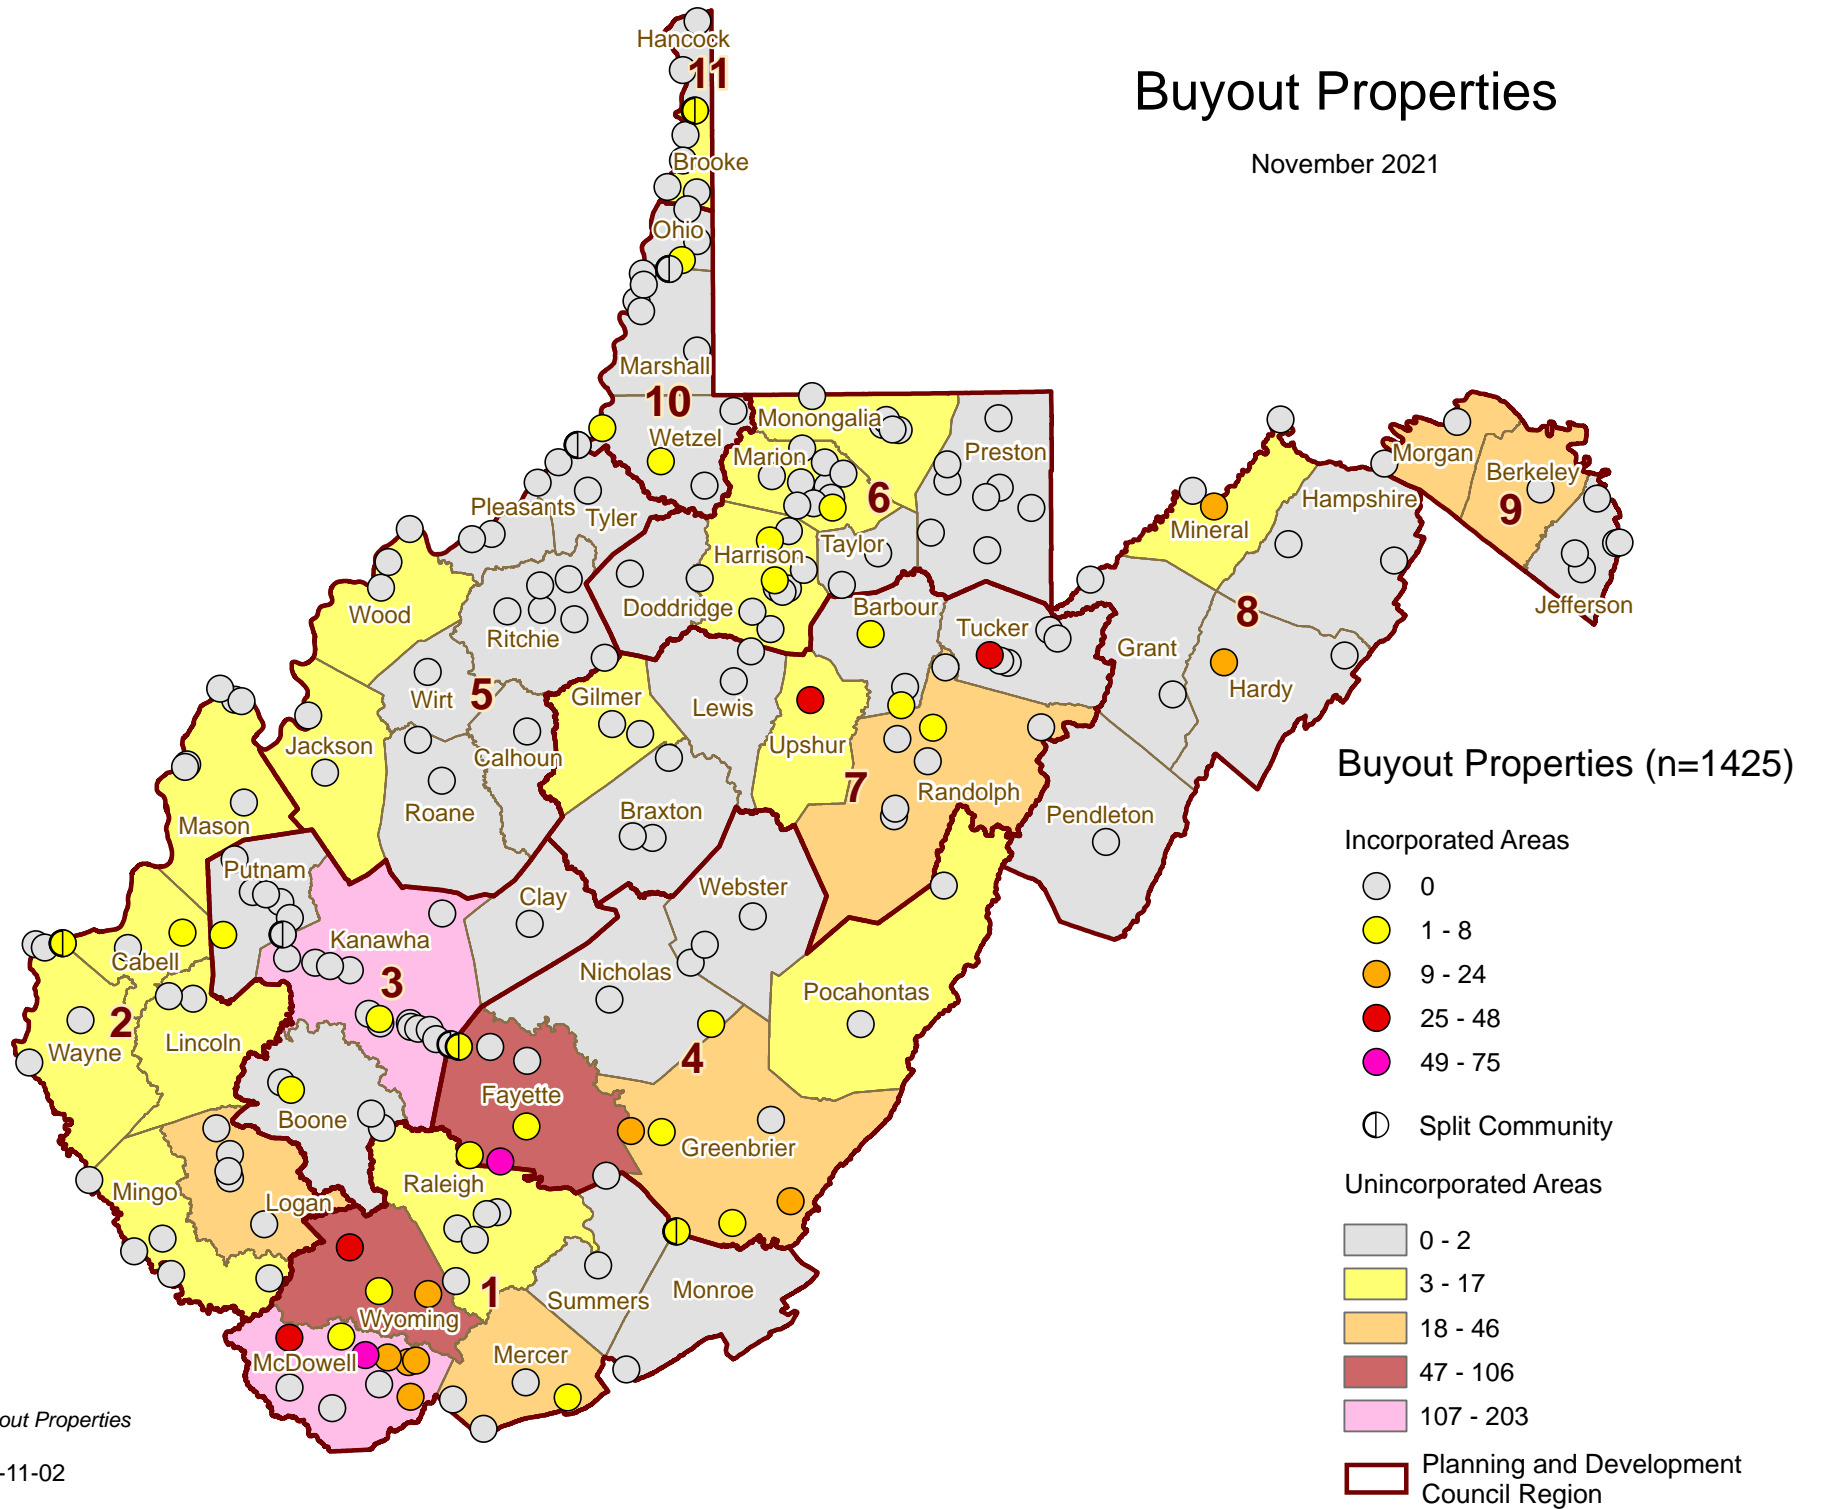 Buyout Properties
November 2021
Hancock
11
Brooke
Ohio
Marshall
10
Wetzel
Monongalia
Marion
Preston
6
Pleasants
Tyler
Harrison
Taylor
Doddridge
Wood
Ritchie
Barbour
Tucker
Grant
Mineral
Hampshire
8
Hardy
Morgan
Berkeley
9
Jefferson
Wirt
5
Gilmer
Lewis
Upshur
7
Randolph
Jackson
Calhoun
Roane
Braxton
Pendleton
Mason
Putnam
Clay
Webster
Kanawha
3
Cabell
Nicholas
Pocahontas
2
Wayne
Lincoln
4
Boone
Fayette
Greenbrier
Mingo
Logan
Raleigh
1
Wyoming
Summers
Monroe
McDowell
Mercer
Buyout Properties (n=1425)
Incorporated Areas
0
1 - 8
9 - 24
25 - 48
49 - 75
Split Community
Unincorporated Areas
0 - 2
3 - 17
18 - 46
47 - 106
107 - 203
Planning and Development
Council Region
out Properties
-11-02